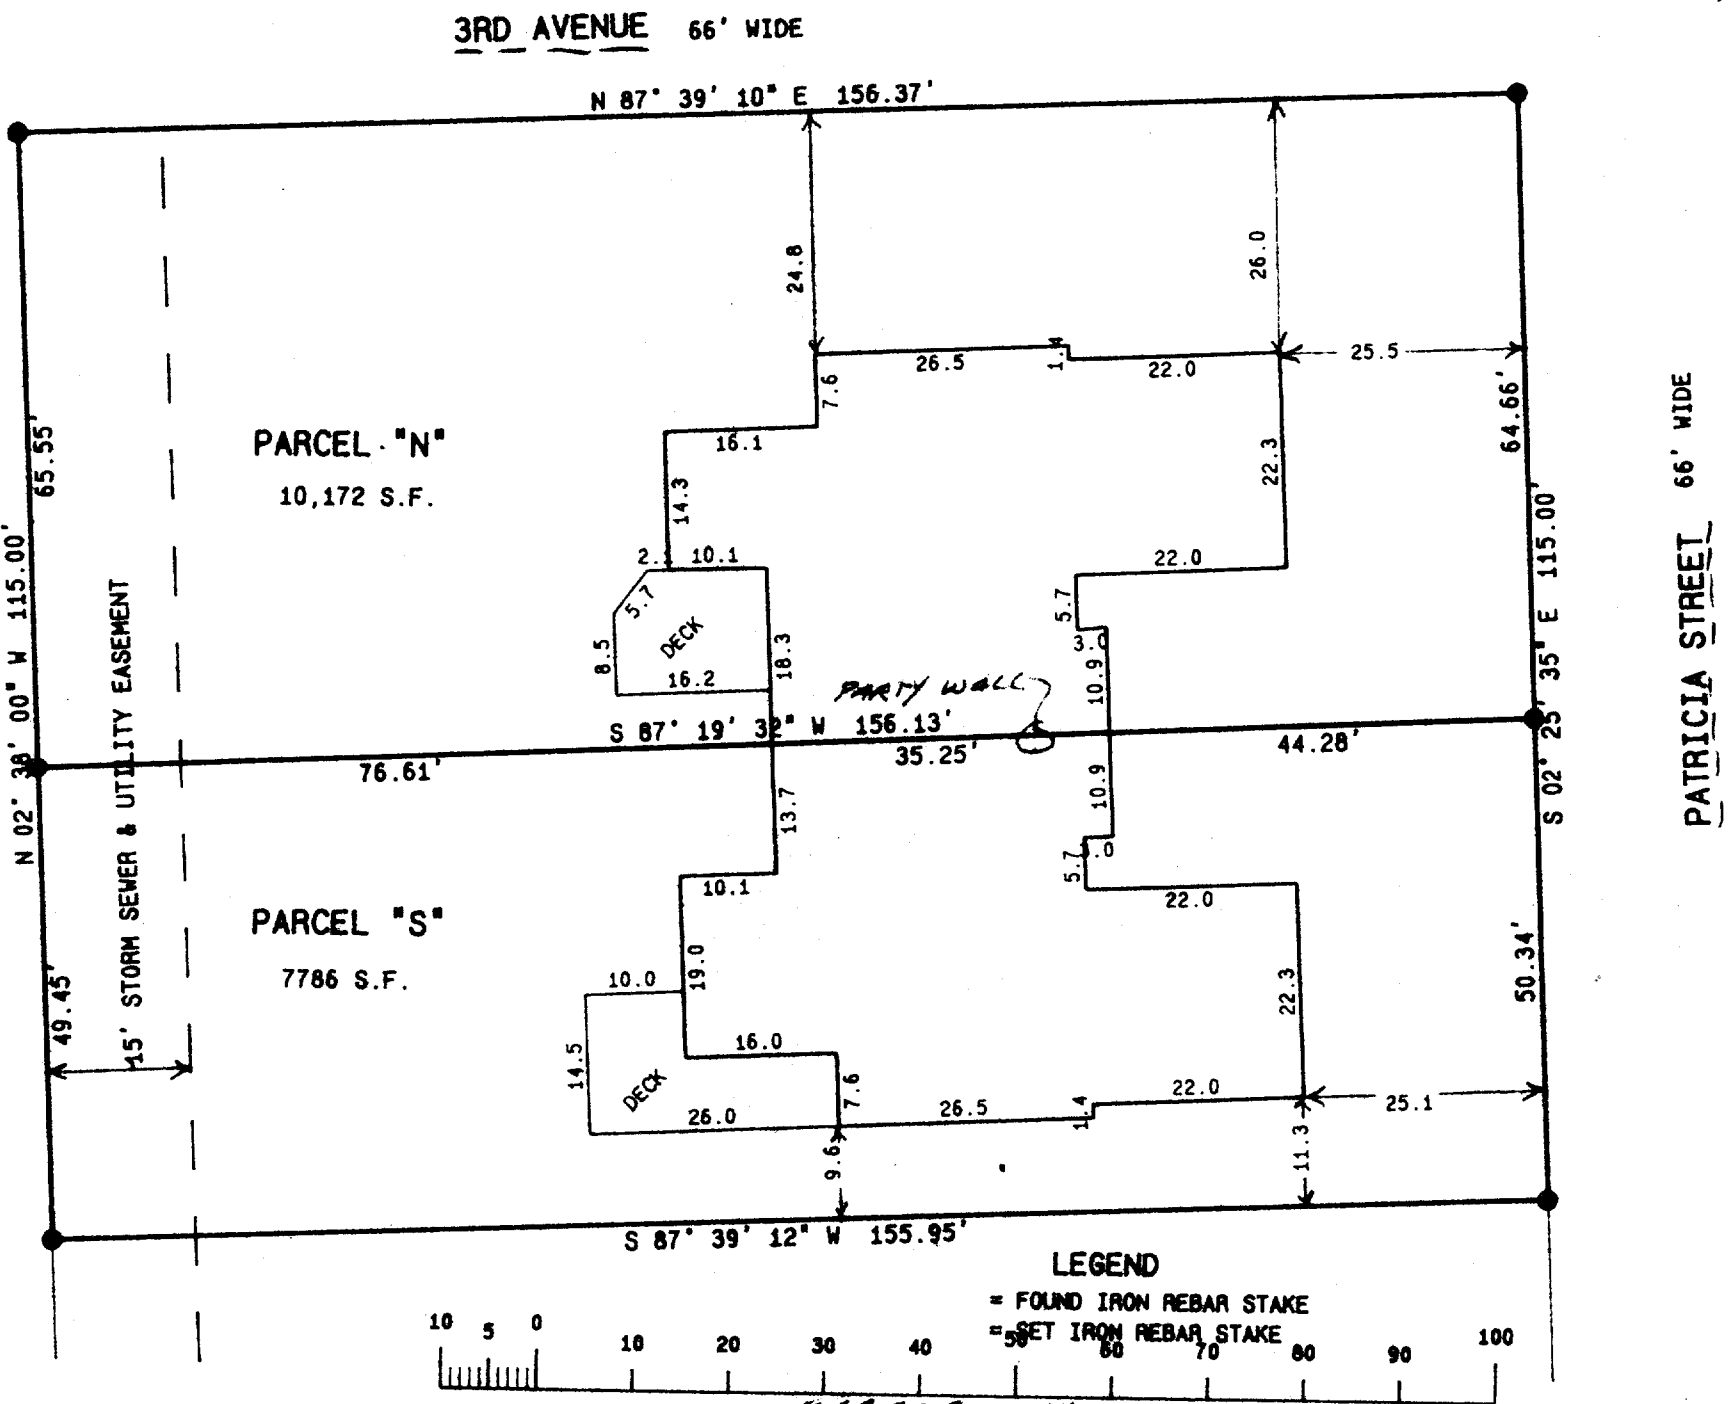 3RD AVENUE 66' WIDE
N 87° 39' 10" E 156.37'
24.8
26.0
25.5
26.5
1.4
22.0
7.6
16.1
14.3
22.3
65.55'
64.66'
PARCEL "N"
10,172 S.F.
2.1 10.1
5.7
8.5
DECK
16.2
18.3
22.0
5.7
3.0
10.9
PARTY WALL
S 87° 19' 32" W 156.13'
76.61'
35.25'
44.28'
N 02° 38' 00" W 115.00'
S 02° 25' 35" E 115.00'
PATRICIA STREET 66' WIDE
15' STORM SEWER & UTILITY EASEMENT
13.7
10.9
5.7
.0
10.1
22.0
PARCEL "S"
7786 S.F.
49.45'
50.34'
10.0
19.0
14.5
DECK
16.0
7.6
26.0
26.5
1.4
22.0
22.3
25.1
9.6
11.3
S 87° 39' 12" W 155.95'
LEGEND
= FOUND IRON REBAR STAKE
= SET IRON REBAR STAKE
10 5 0 10 20 30 40 50 60 70 80 90 100